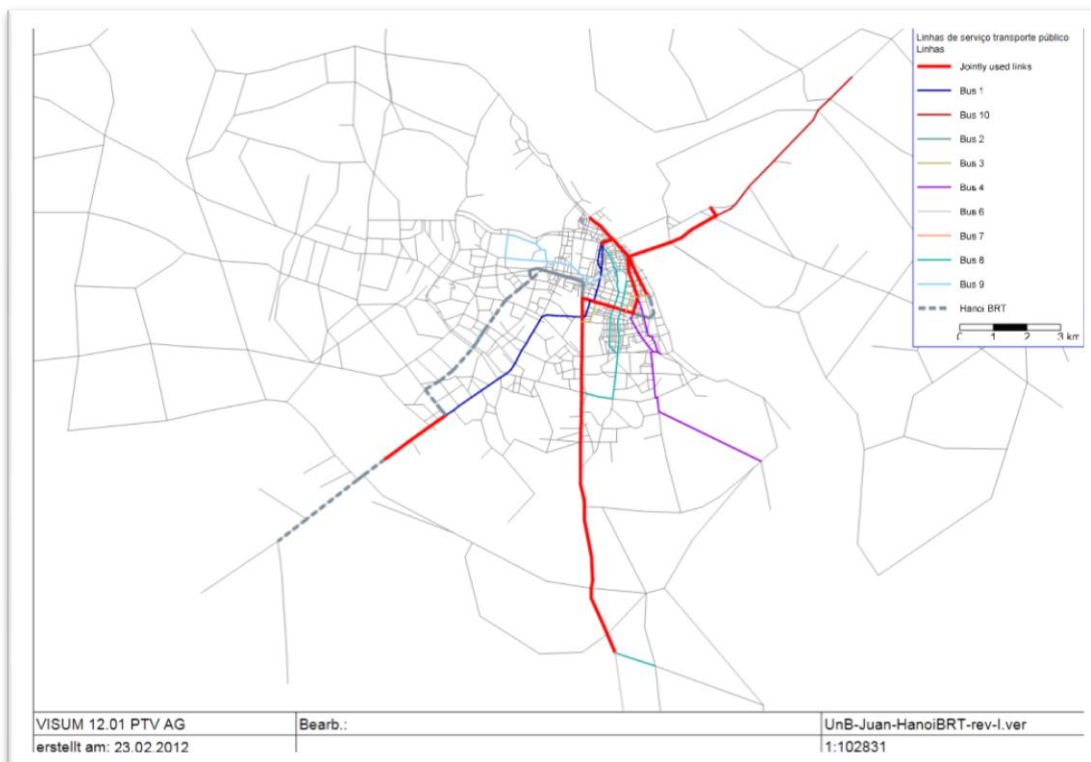 Linhas de serviço transporte público
Linhas
Jointly used links
Bus 1
Bus 10
Bus 2
Bus 3
Bus 4
Bus 6
Bus 7
Bus 8
Bus 9
Hanoi BRT
0 1 3 km
VISUM 12.01 PTV AG
Bearb.:
UnB-Juan-HanoiBRT-rev-I.ver
erstellt am: 23.02.2012
1:102831